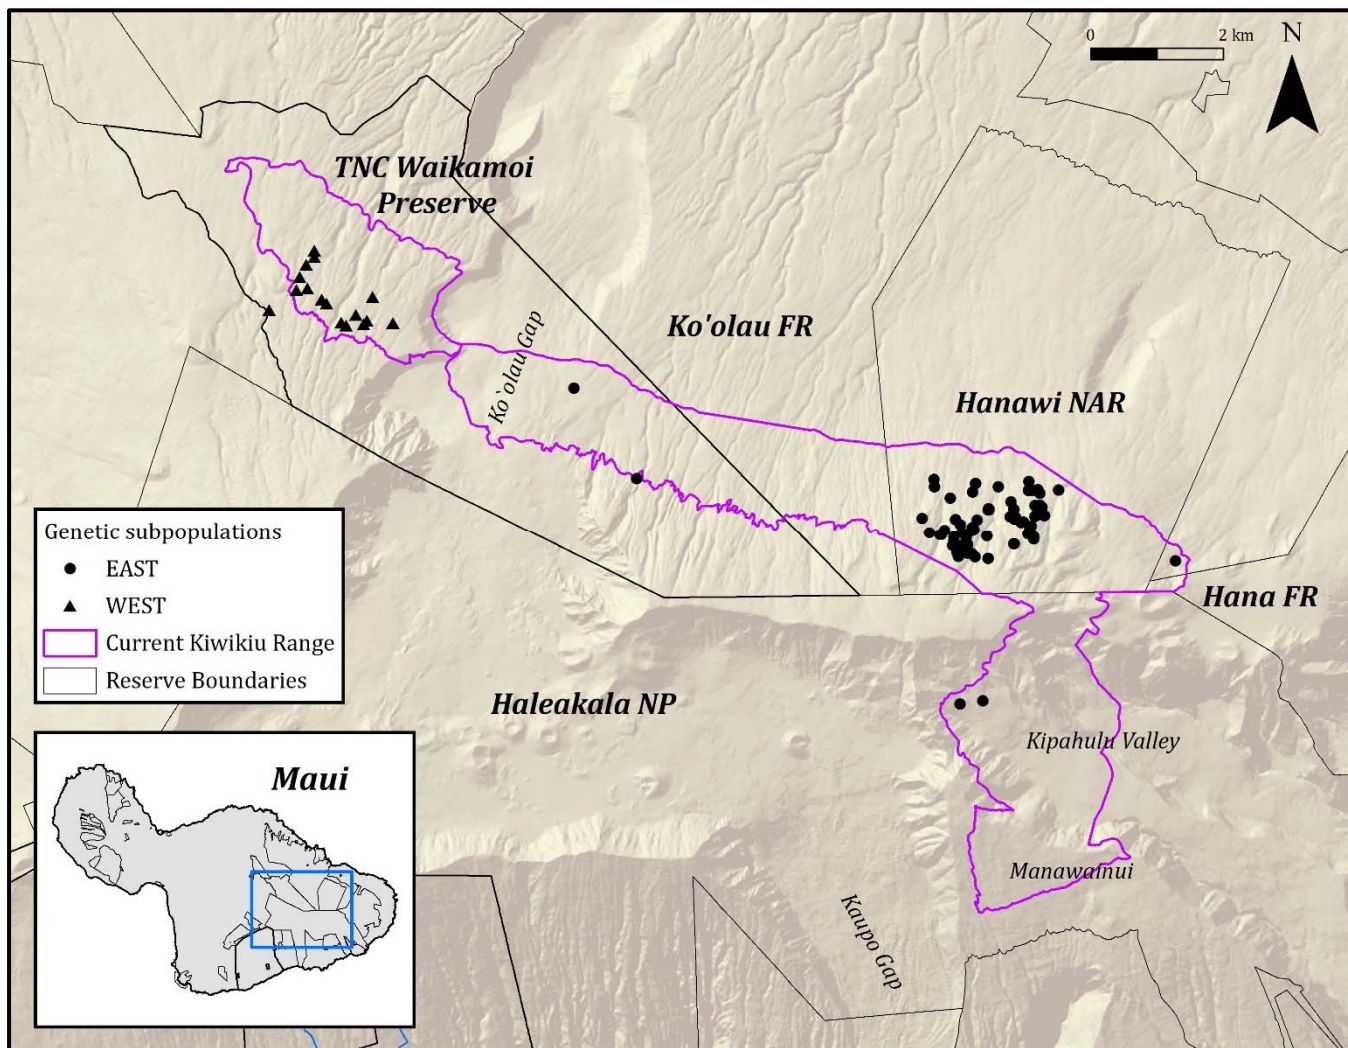 0 2 km
N
TNC Waikamoi
Preserve
Ko'olau FR
Ko`olau Gap
Hanawi NAR
Hana FR
Genetic subpopulations
EAST
WEST
Current Kiwikiu Range
Reserve Boundaries
Haleakala NP
Kipahulu Valley
Maui
Manawainui
Kaupo Gap